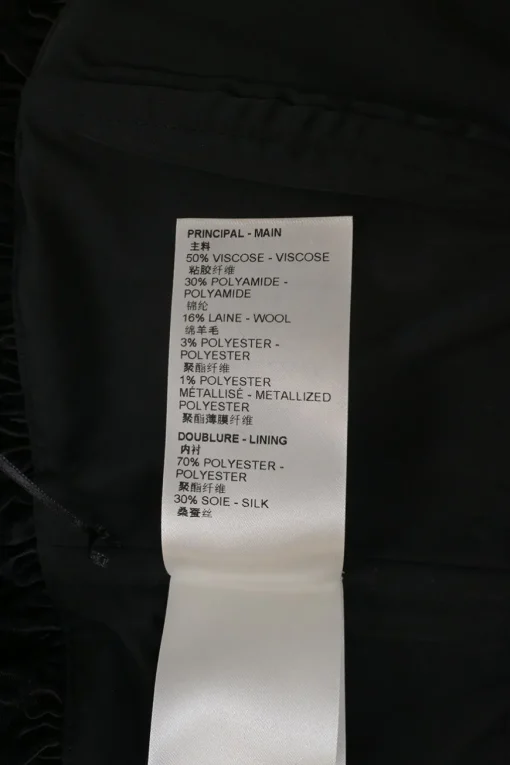 PRINCIPAL - MAIN
主料
50% VISCOSE - VISCOSE
粘胶纤维
30% POLYAMIDE -
POLYAMIDE
锦纶
16% LAINE - WOOL
绵羊毛
3% POLYESTER -
POLYESTER
聚酯纤维
1% POLYESTER
MÉTALLISÉ - METALLIZED
POLYESTER
聚酯薄膜纤维
DOUBLURE - LINING
内衬
70% POLYESTER -
POLYESTER
聚酯纤维
30% SOIE - SILK
桑蚕丝